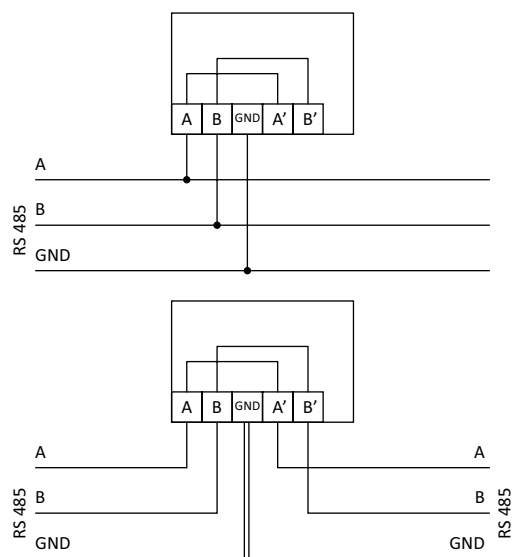 A B GND A’ B’
A
B
GND
RS 485
A B GND A’ B’
A A
B B
GND GND
RS 485 RS 485